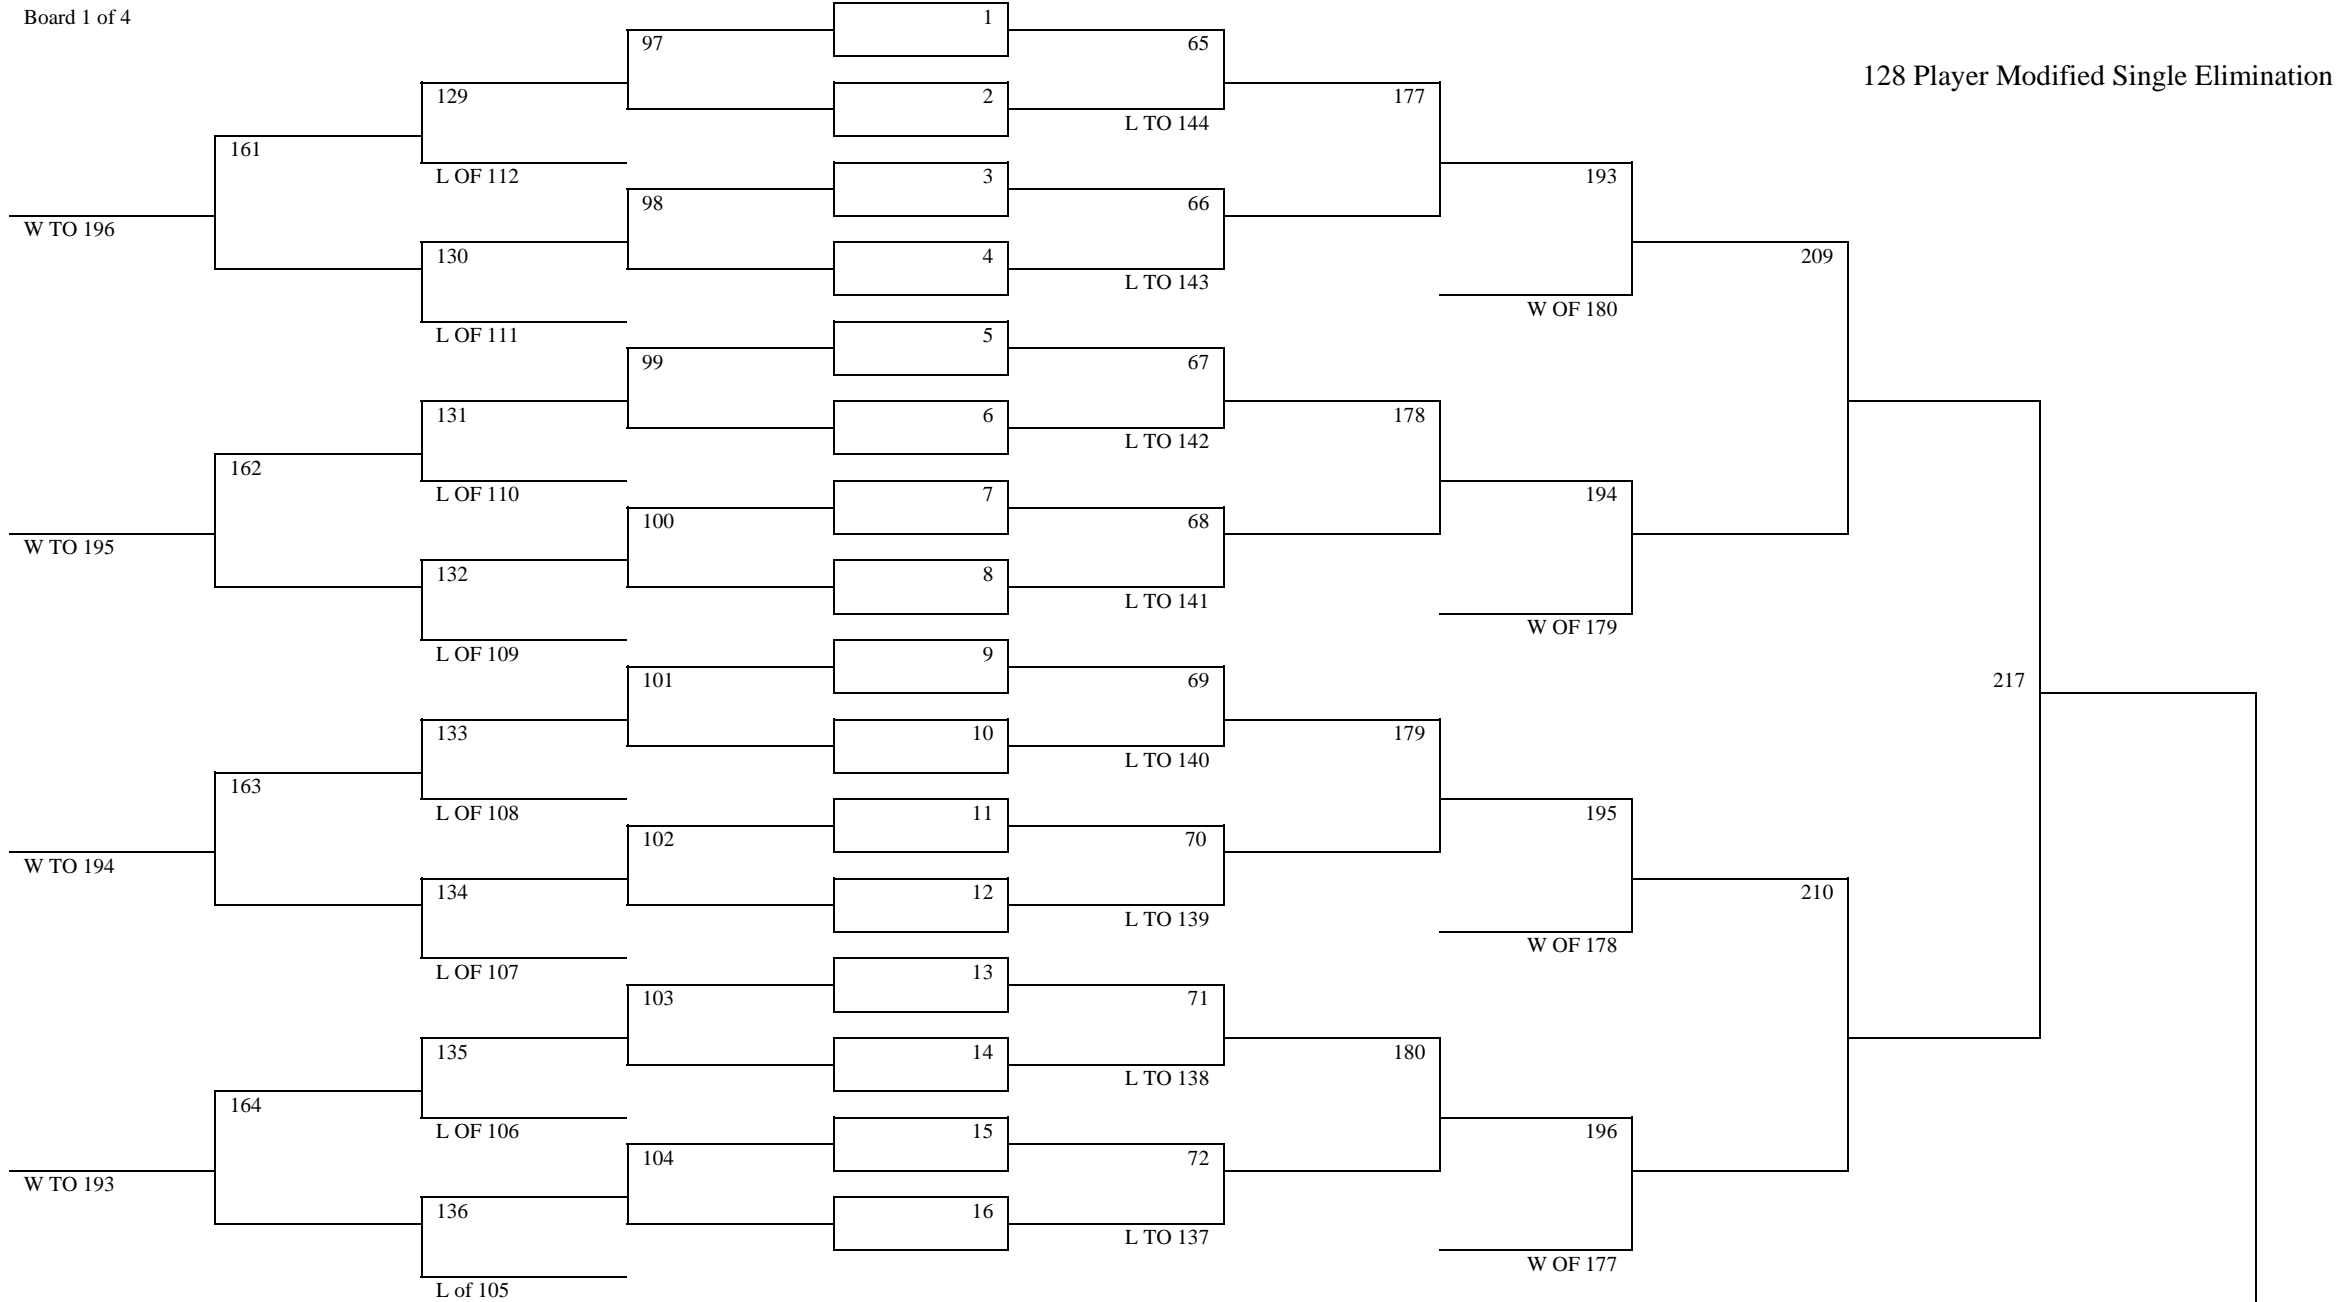 Board 1 of 4
1
97
65
128 Player Modified Single Elimination
129
2
177
L TO 144
161
L OF 112
3
193
98
66
W TO 196
130
4
209
L TO 143
W OF 180
L OF 111
5
99
67
131
6
178
L TO 142
162
L OF 110
7
194
100
68
W TO 195
132
8
L TO 141
W OF 179
L OF 109
9
101
69
217
133
10
179
L TO 140
163
L OF 108
11
195
102
70
W TO 194
134
12
210
L TO 139
W OF 178
L OF 107
13
103
71
135
14
180
L TO 138
164
L OF 106
15
196
104
72
W TO 193
136
16
L TO 137
W OF 177
L of 105